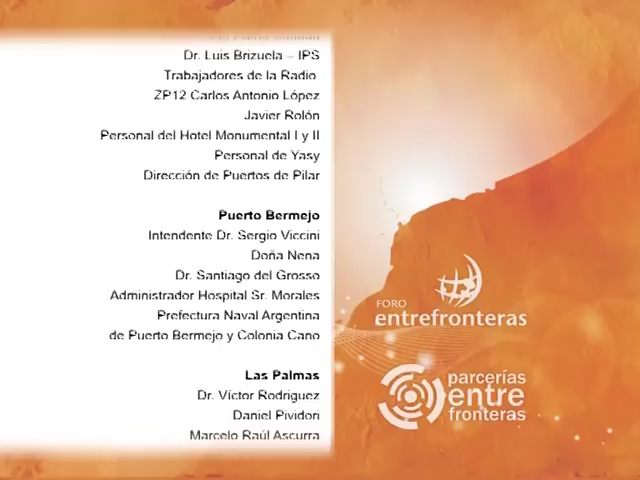 Dr. Luis Brizuela – IPS
Trabajadores de la Radio
ZP12 Carlos Antonio López
Javier Rolón
Personal del Hotel Monumental I y II
Personal de Yasy
Dirección de Puertos de Pilar
Puerto Bermejo
Intendente Dr. Sergio Viccini
Doña Nena
Dr. Santiago del Grosso
Administrador Hospital Sr. Morales
Prefectura Naval Argentina
de Puerto Bermejo y Colonia Cano
Las Palmas
Dr. Víctor Rodriguez
Daniel Pividori
Marcelo Raúl Ascurra
FORO
entrefronteras
parcerías
entre
fronteras